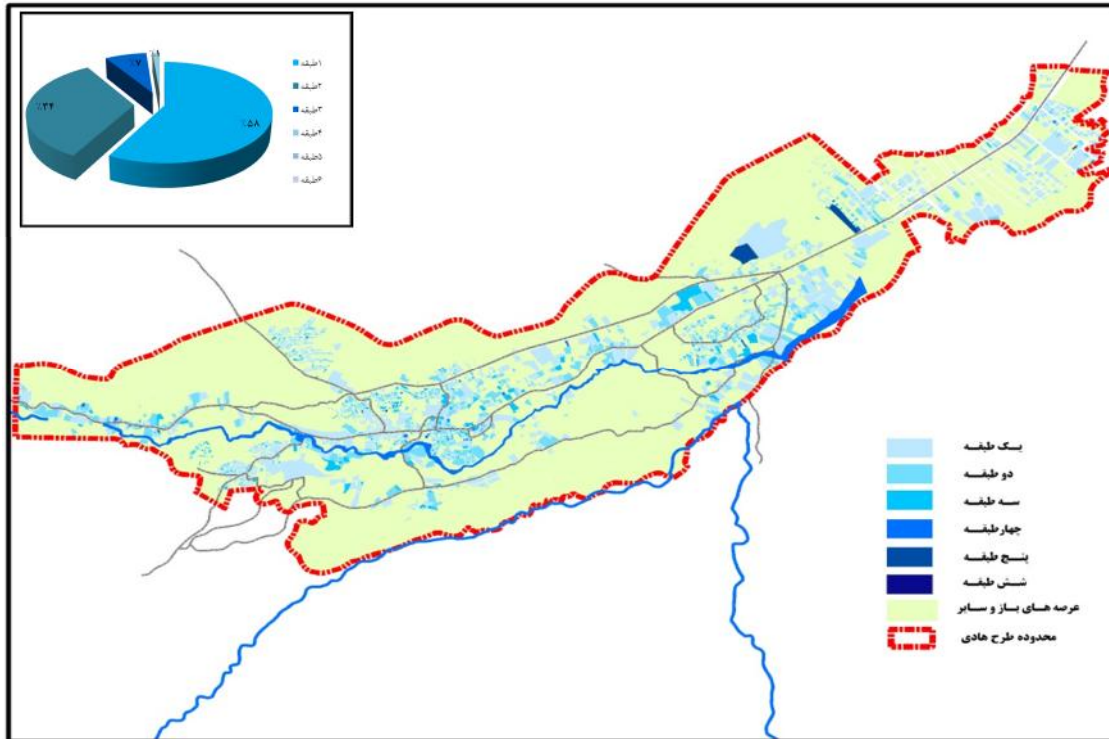 ٪۱
٪۷
٪۳۴
٪۵۸
۱طبقه
۲طبقه
۳طبقه
۴طبقه
۵طبقه
۶طبقه
یک طبقه
دو طبقه
سه طبقه
چهارطبقه
پنج طبقه
شش طبقه
عرصه های باز و سایر
محدوده طرح هادی